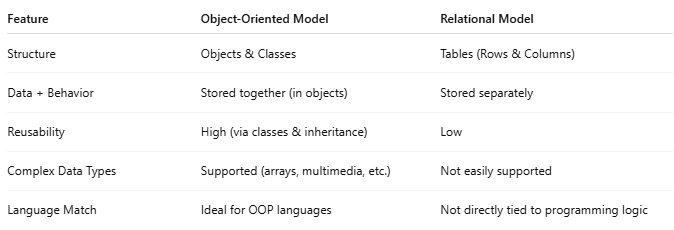 Feature Object-Oriented Model Relational Model
Structure Objects & Classes Tables (Rows & Columns)
Data + Behavior Stored together (in objects) Stored separately
Reusability High (via classes & inheritance) Low
Complex Data Types Supported (arrays, multimedia, etc.) Not easily supported
Language Match Ideal for OOP languages Not directly tied to programming logic